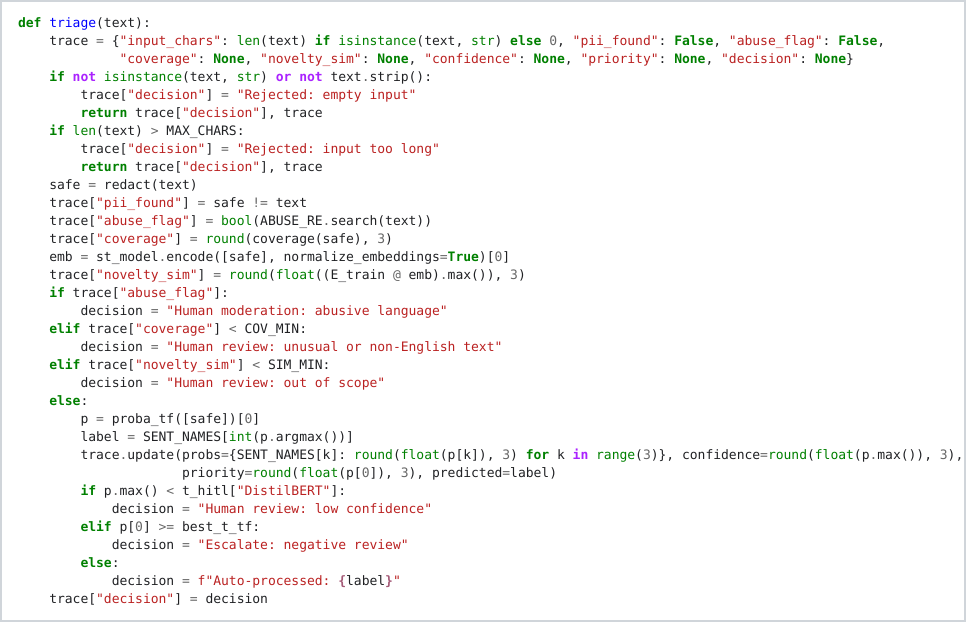 def triage(text):
    trace = {"input_chars": len(text) if isinstance(text, str) else 0, "pii_found": False, "abuse_flag": False,
             "coverage": None, "novelty_sim": None, "confidence": None, "priority": None, "decision": None}
    if not isinstance(text, str) or not text.strip():
        trace["decision"] = "Rejected: empty input"
        return trace["decision"], trace
    if len(text) > MAX_CHARS:
        trace["decision"] = "Rejected: input too long"
        return trace["decision"], trace
    safe = redact(text)
    trace["pii_found"] = safe != text
    trace["abuse_flag"] = bool(ABUSE_RE.search(text))
    trace["coverage"] = round(coverage(safe), 3)
    emb = st_model.encode([safe], normalize_embeddings=True)[0]
    trace["novelty_sim"] = round(float((E_train @ emb).max()), 3)
    if trace["abuse_flag"]:
        decision = "Human moderation: abusive language"
    elif trace["coverage"] < COV_MIN:
        decision = "Human review: unusual or non-English text"
    elif trace["novelty_sim"] < SIM_MIN:
        decision = "Human review: out of scope"
    else:
        p = proba_tf([safe])[0]
        label = SENT_NAMES[int(p.argmax())]
        trace.update(probs={SENT_NAMES[k]: round(float(p[k]), 3) for k in range(3)}, confidence=round(float(p.max()), 3),
                     priority=round(float(p[0]), 3), predicted=label)
        if p.max() < t_hitl["DistilBERT"]:
            decision = "Human review: low confidence"
        elif p[0] >= best_t_tf:
            decision = "Escalate: negative review"
        else:
            decision = f"Auto-processed: {label}"
    trace["decision"] = decision